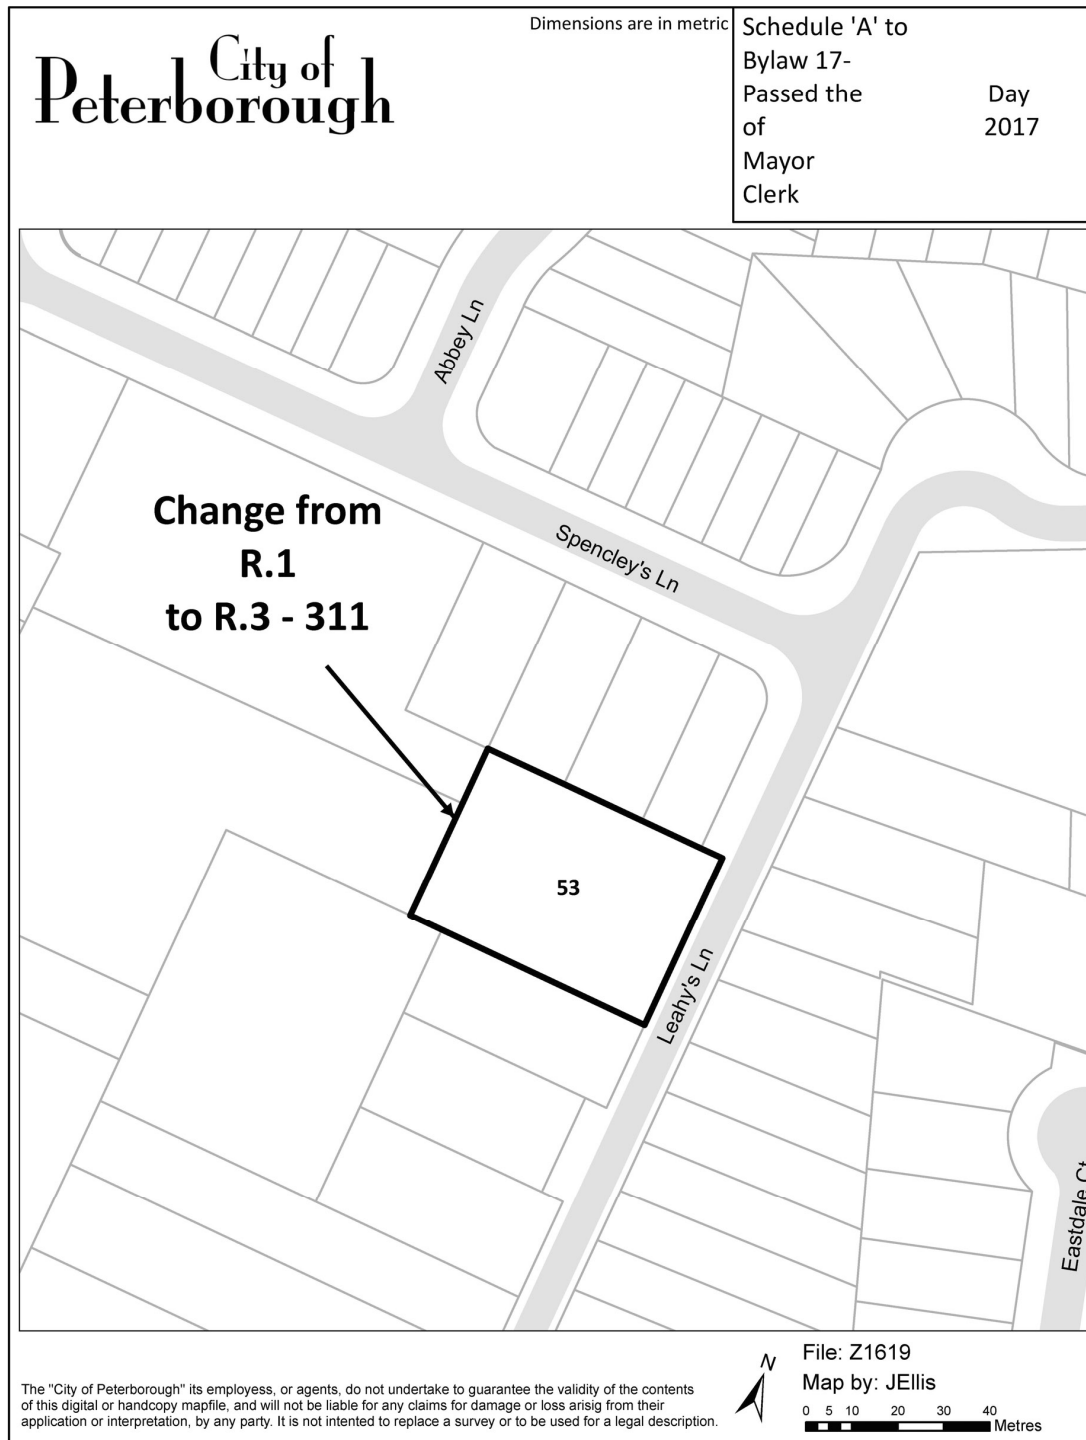 City of
Peterborough
Dimensions are in metric
Schedule 'A' to
Bylaw 17-
Passed the Day
of 2017
Mayor
Clerk
Abbey Ln
Change from
R.1
to R.3 - 311
Spencley's Ln
53
Leahy's Ln
Eastdale Ct
The "City of Peterborough" its employess, or agents, do not undertake to guarantee the validity of the contents
of this digital or handcopy mapfile, and will not be liable for any claims for damage or loss arisig from their
application or interpretation, by any party. It is not intended to replace a survey or to be used for a legal description.
N
File: Z1619
Map by: JEllis
0 5 10 20 30 40
Metres